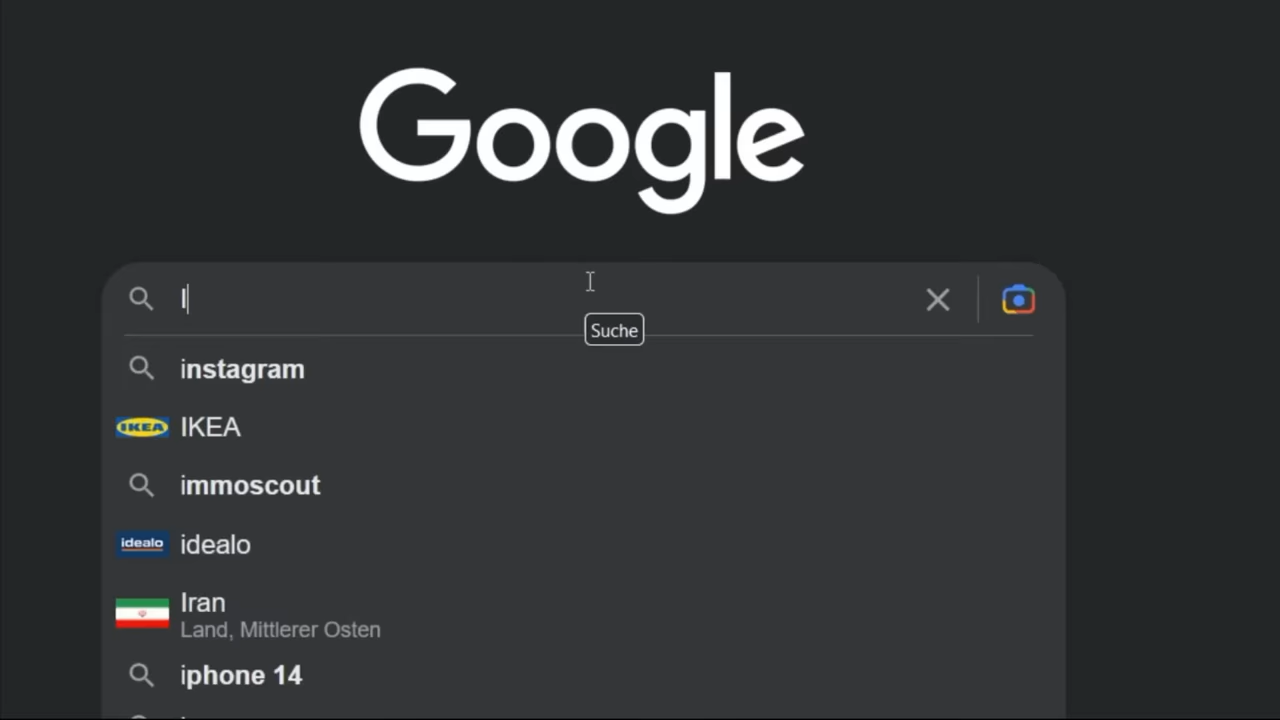 Google
I
Suche
instagram
IKEA IKEA
immoscout
idealo idealo
Iran
Land, Mittlerer Osten
iphone 14